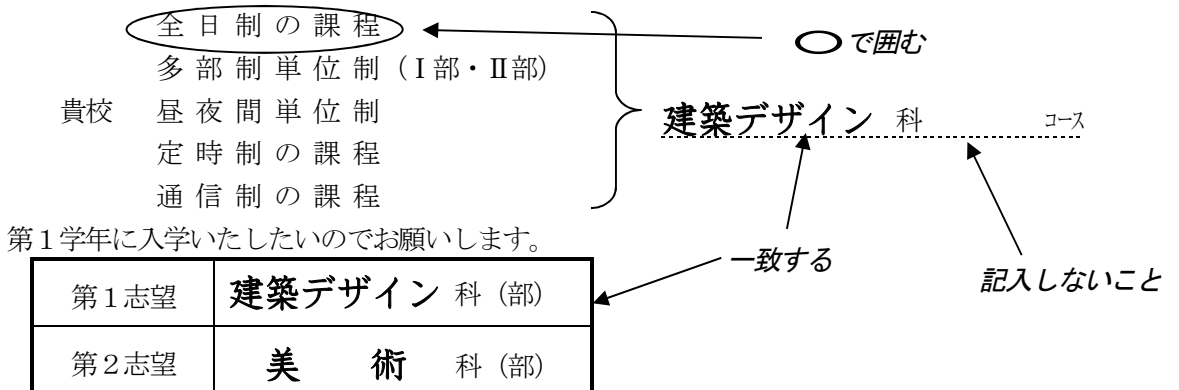 全日制の課程
○で囲む
多部制単位制(Ⅰ部・Ⅱ部)
貴校 昼夜間単位制
建築デザイン 科 コース
定時制の課程
通信制の課程
第1学年に入学いたしたいのでお願いします。
一致する
記入しないこと
第1志望 建築デザイン 科(部)
第2志望 美術 科(部)